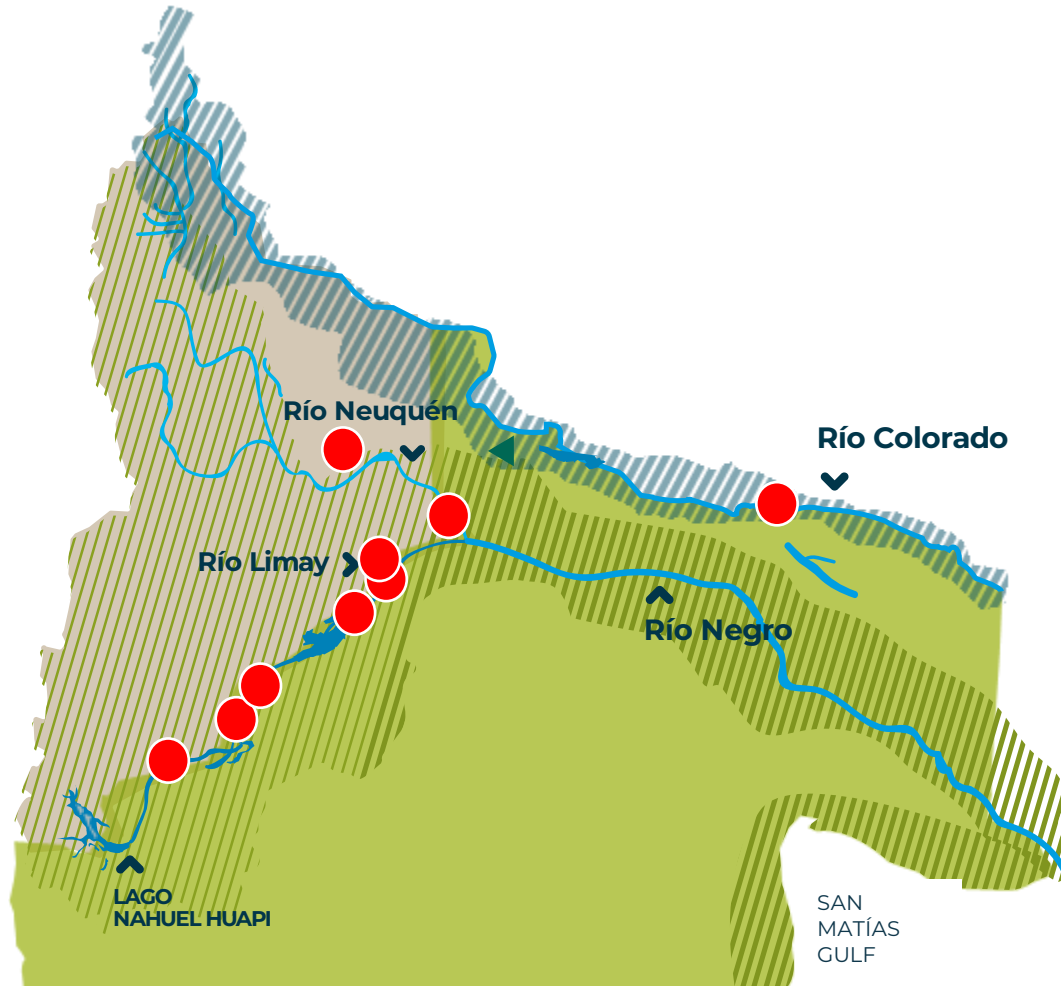 Río Neuquén
Río Colorado
Río Limay
Río Negro
LAGO
NAHUEL HUAPI
SAN
MATÍAS
GULF